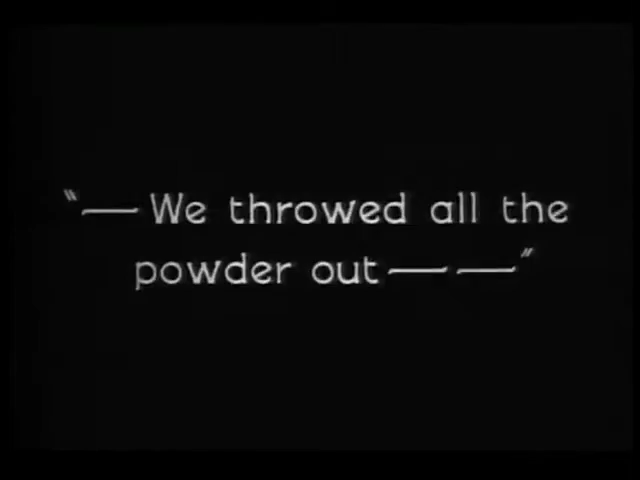 "— We throwed all the
powder out — —"